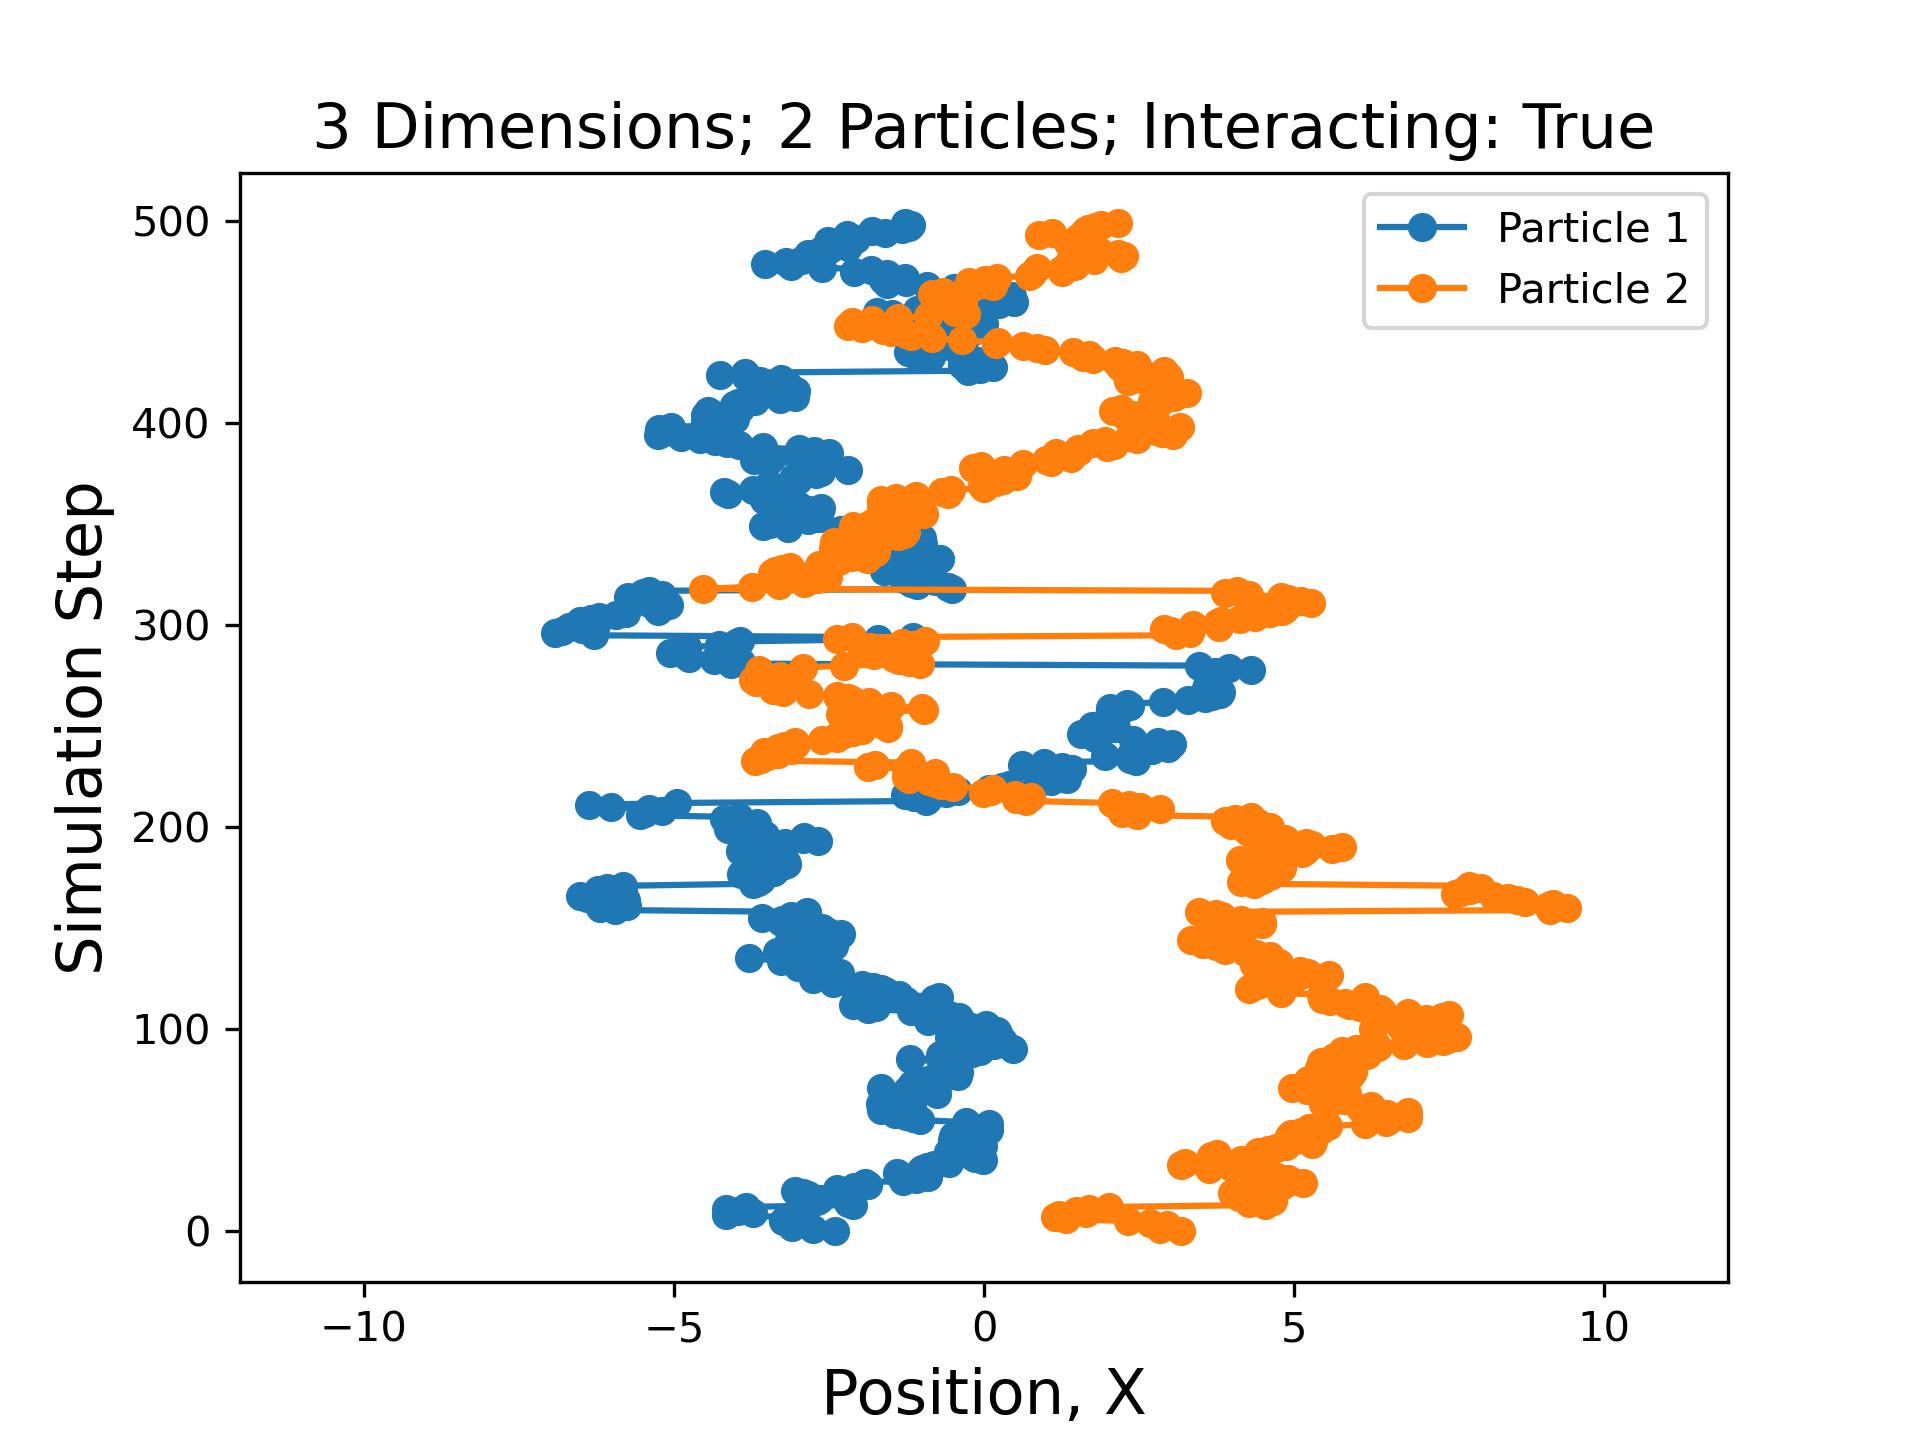 3 Dimensions; 2 Particles; Interacting: True
Particle 1
Particle 2
500
400
300
200
100
0
Simulation Step
−10 −5 0 5 10
Position, X